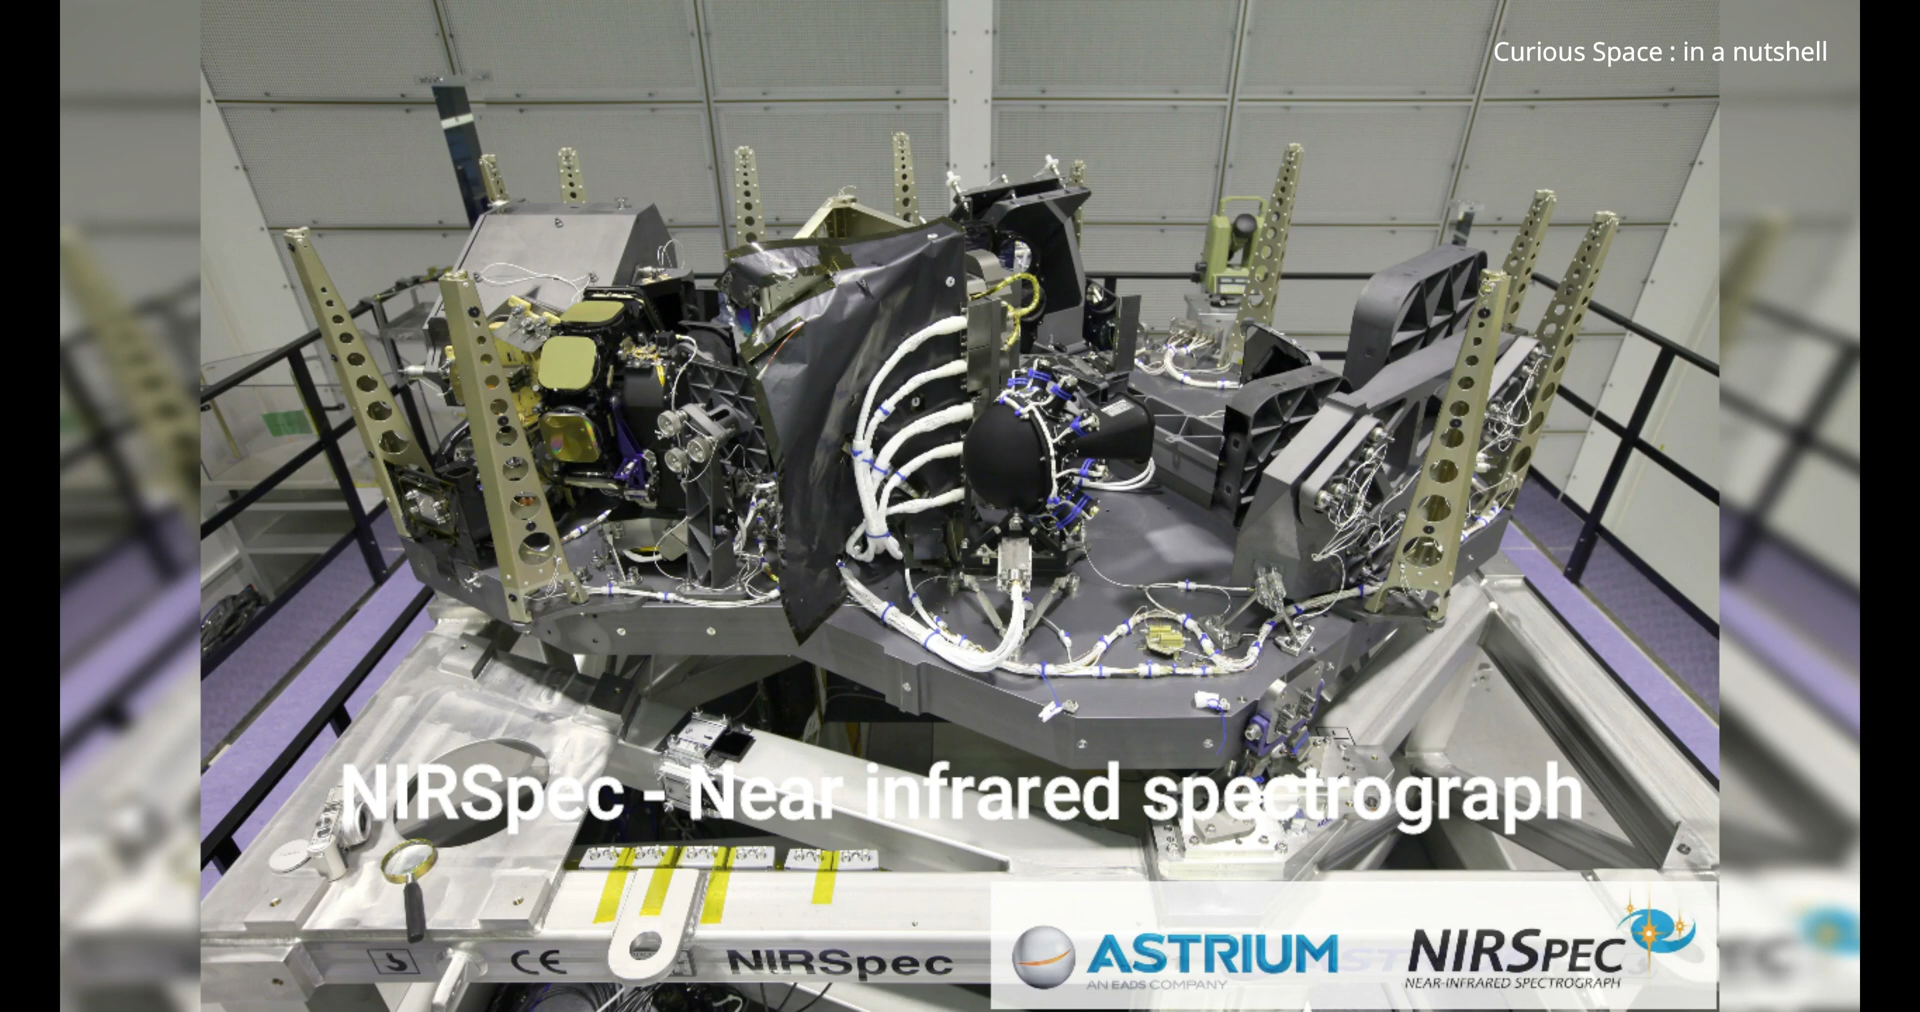 Curious Space : in a nutshell
NIRSpec - Near infrared spectrograph
CE
NIRSpec
ASTRIUM
AN EADS COMPANY
NIRSPEC
NEAR-INFRARED SPECTROGRAPH